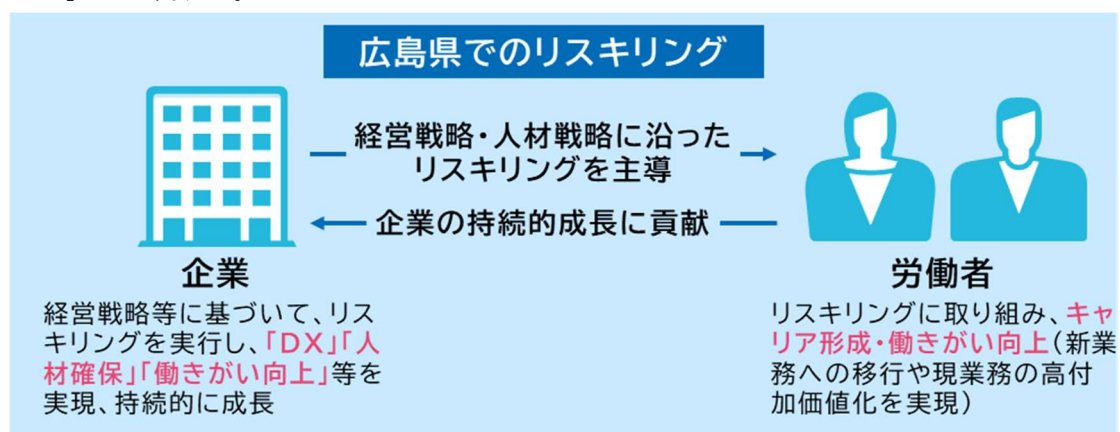 広島県でのリスキリング
経営戦略・人材戦略に沿った
リスキリングを主導
企業の持続的成長に貢献
企業
経営戦略等に基づいて、リス
キリングを実行し、「DX」「人
材確保」「働きがい向上」等を
実現、持続的に成長
労働者
リスキリングに取り組み、キャ
リア形成・働きがい向上(新業
務への移行や現業務の高付
加価値化を実現)